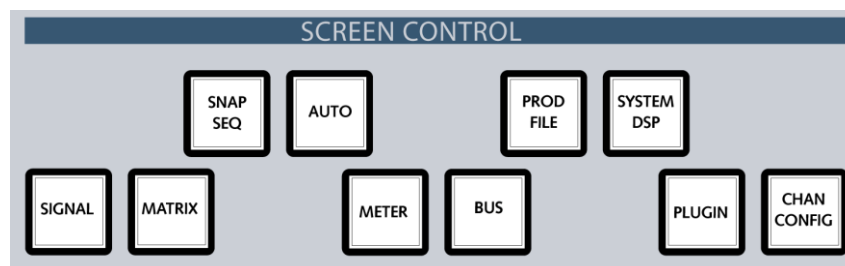 SCREEN CONTROL
SNAP
SEQ
AUTO
PROD
FILE
SYSTEM
DSP
SIGNAL
MATRIX
METER
BUS
PLUGIN
CHAN
CONFIG